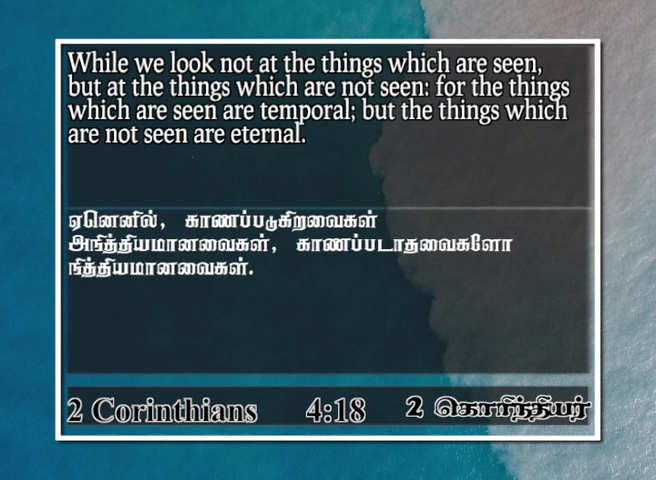 While we look not at the things which are seen,
but at the things which are not seen: for the things
which are seen are temporal; but the things which
are not seen are eternal.
ஏனெனில், காணப்படுகிறவைகள்
அநித்தியமானவைகள், காணப்படாதவைகளோ
நித்தியமானவைகள்.
2 Corinthians 4:18 2 கொரிந்தியர்